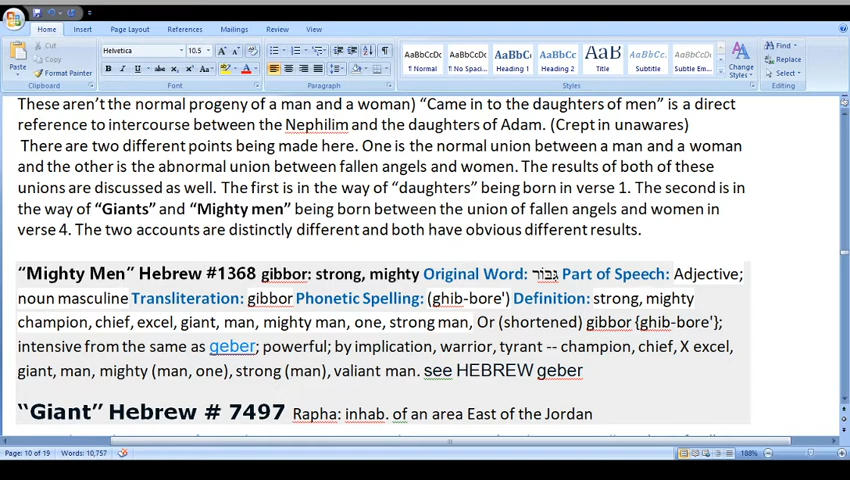 Home Insert Page Layout References Mailings Review View
Cut
Copy
Paste
Format Painter
Clipboard
Helvetica 10.5
Font
Paragraph
AaBbCcDc AaBbCcDc AaBbC AaBbCc AaB AaBbCc. AaBbCcDc
¶ Normal ¶ No Spaci... Heading 1 Heading 2 Title Subtitle Subtle Em...
Change
Styles
Styles
Find
Replace
Select
Editing
These aren’t the normal progeny of a man and a woman) “Came in to the daughters of men” is a direct
reference to intercourse between the Nephilim and the daughters of Adam. (Crept in unawares)
There are two different points being made here. One is the normal union between a man and a woman
and the other is the abnormal union between fallen angels and women. The results of both of these
unions are discussed as well. The first is in the way of “daughters” being born in verse 1. The second is in
the way of “Giants” and “Mighty men” being born between the union of fallen angels and women in
verse 4. The two accounts are distinctly different and both have obvious different results.
“Mighty Men” Hebrew #1368 gibbor: strong, mighty Original Word: גִּבּוֹר Part of Speech: Adjective;
noun masculine Transliteration: gibbor Phonetic Spelling: (ghib-bore') Definition: strong, mighty
champion, chief, excel, giant, man, mighty man, one, strong man, Or (shortened) gibbor {ghib-bore'};
intensive from the same as geber; powerful; by implication, warrior, tyrant -- champion, chief, X excel,
giant, man, mighty (man, one), strong (man), valiant man. see HEBREW geber
“Giant” Hebrew # 7497 Rapha: inhab. of an area East of the Jordan
Page: 10 of 19 Words: 10,757 188%